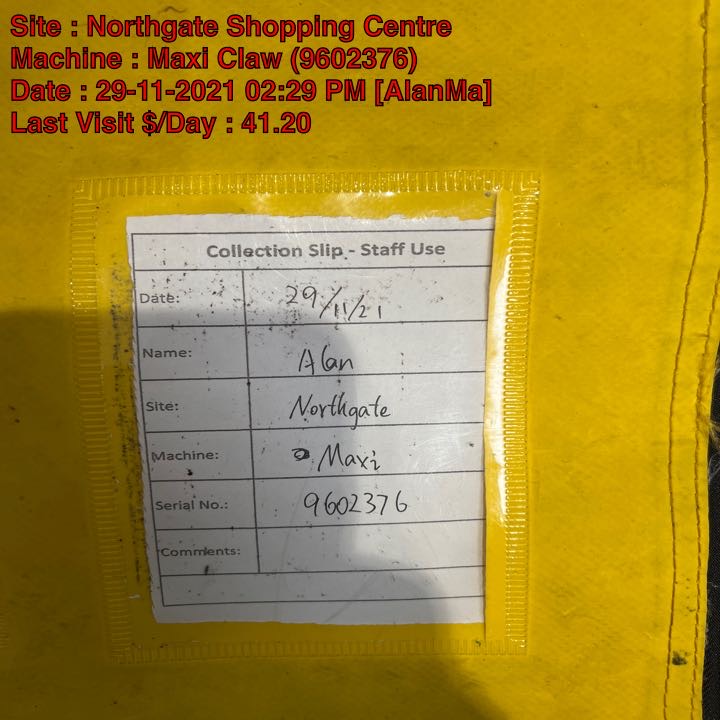 Site : Northgate Shopping Centre
Machine : Maxi Claw (9602376)
Date : 29-11-2021 02:29 PM [AlanMa]
Last Visit $/Day : 41.20
Collection Slip - Staff Use
Date: 29/11/21
Name: Alan
Site: Northgate
Machine: Maxi
Serial No.: 9602376
Comments: